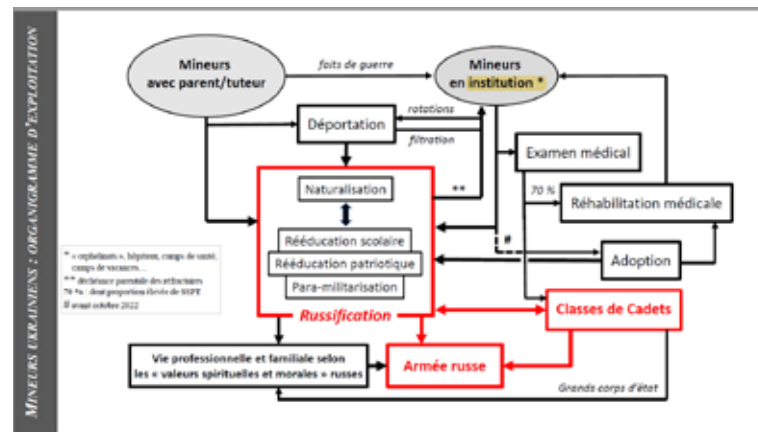 MINEURS UKRAINIENS : ORGANIGRAMME D'EXPLOITATION
Mineurs
avec parent/tuteur
faits de guerre
Mineurs
en institution *
rotations
Déportation
filtration
Examen médical
Naturalisation
**
70 %
Réhabilitation médicale
Rééducation scolaire
#
Rééducation patriotique
Adoption
Para-militarisation
* « orphelinats », hôpitaux, camps de santé,
camps de vacances…
** déchéance parentale des réfractaires
70 % : dont proportion élevée de SSPT
# avant octobre 2022
Russification
Classes de Cadets
Vie professionnelle et familiale selon
les « valeurs spirituelles et morales » russes
Armée russe
Grands corps d'état